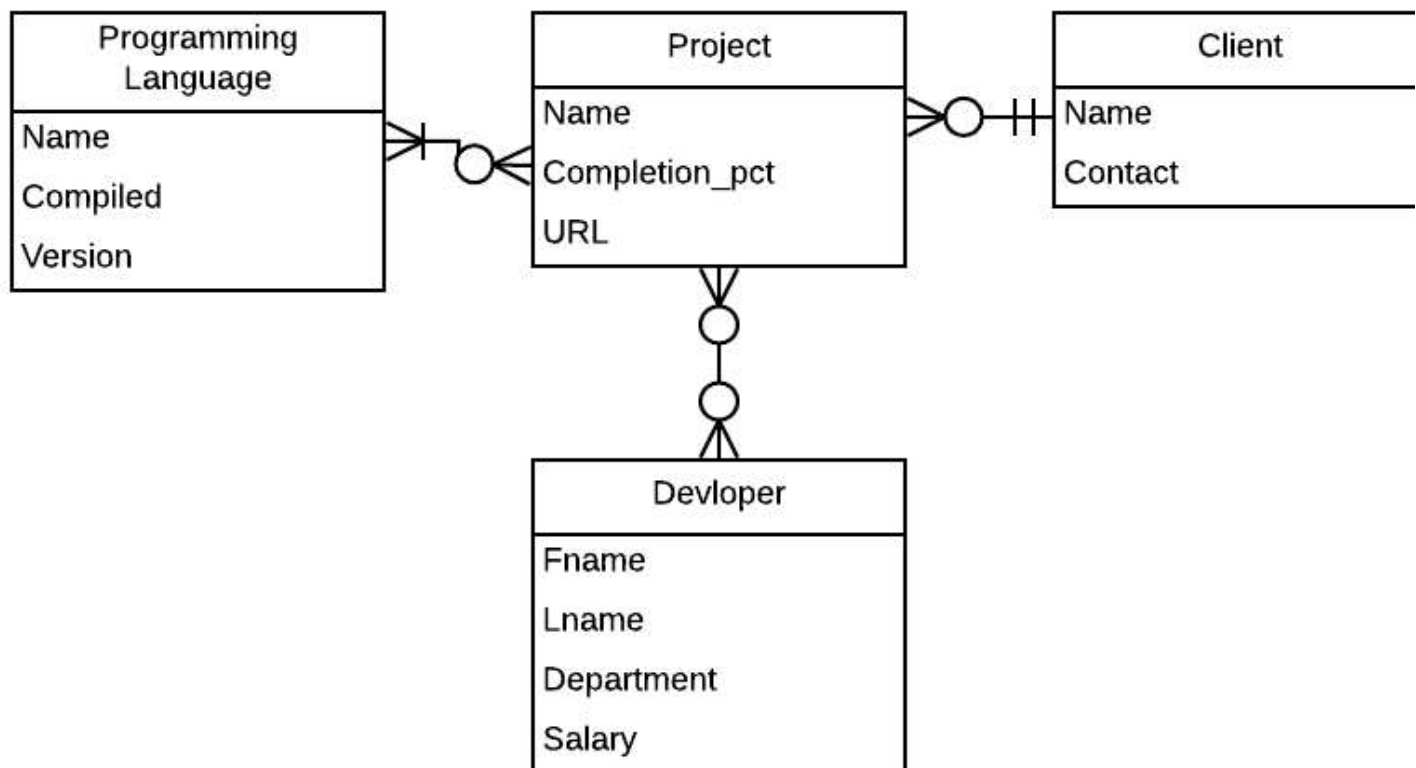 Programming
Language
Name
Compiled
Version
Project
Name
Completion_pct
URL
Client
Name
Contact
Devloper
Fname
Lname
Department
Salary